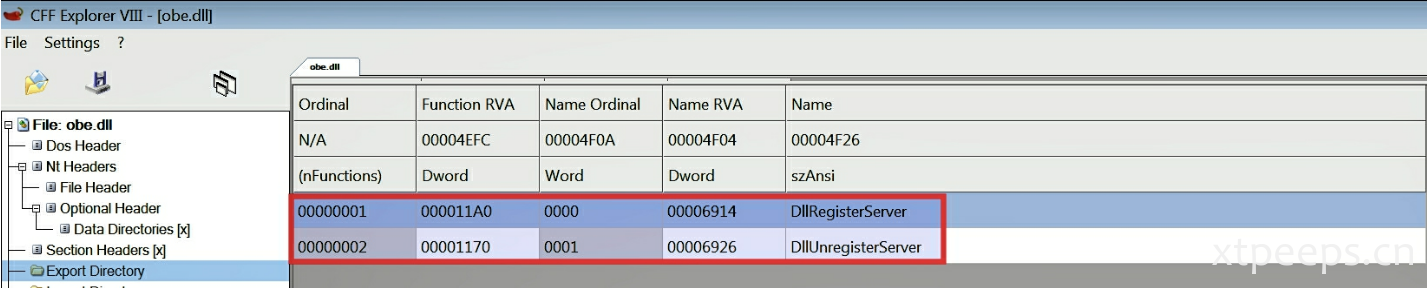 CFF Explorer VIII - [obe.dll]
File Settings ?
obe.dll
Ordinal Function RVA Name Ordinal Name RVA Name
N/A 00004EFC 00004F0A 00004F04 00004F26
(nFunctions) Dword Word Dword szAnsi
00000001 000011A0 0000 00006914 DllRegisterServer
00000002 00001170 0001 00006926 DllUnregisterServer
File: obe.dll
Dos Header
Nt Headers
File Header
Optional Header
Data Directories [x]
Section Headers [x]
Export Directory
xtpeeps.cn